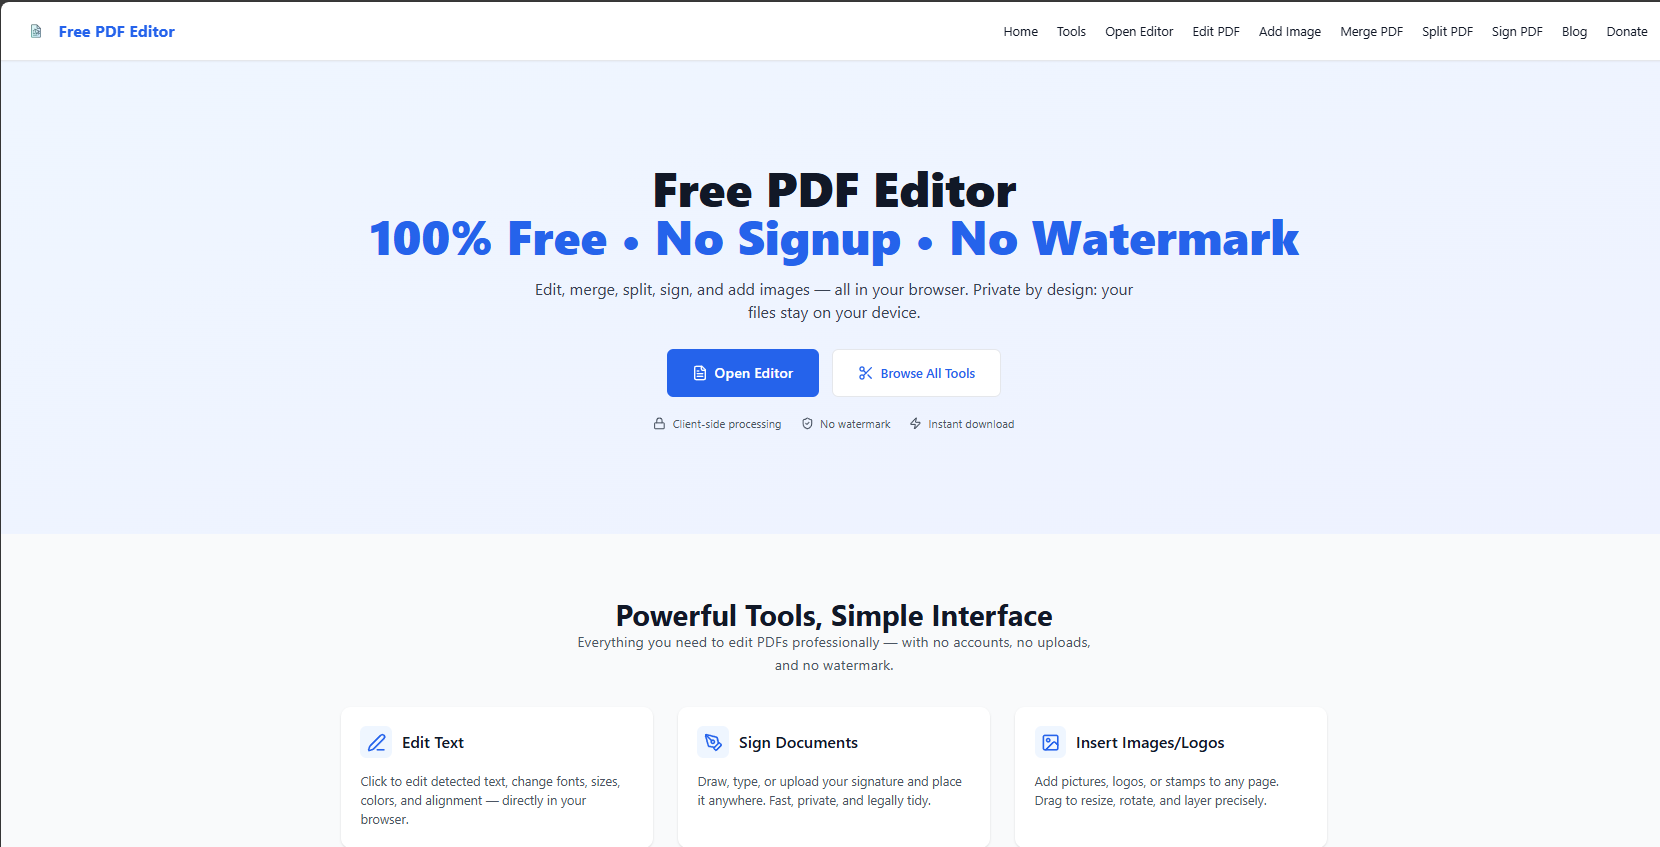 Free PDF Editor
Home Tools Open Editor Edit PDF Add Image Merge PDF Split PDF Sign PDF Blog Donate
Free PDF Editor
100% Free • No Signup • No Watermark
Edit, merge, split, sign, and add images — all in your browser. Private by design: your
files stay on your device.
Open Editor Browse All Tools
Client-side processing No watermark Instant download
Powerful Tools, Simple Interface
Everything you need to edit PDFs professionally — with no accounts, no uploads,
and no watermark.
Edit Text
Click to edit detected text, change fonts, sizes,
colors, and alignment — directly in your
browser.
Sign Documents
Draw, type, or upload your signature and place
it anywhere. Fast, private, and legally tidy.
Insert Images/Logos
Add pictures, logos, or stamps to any page.
Drag to resize, rotate, and layer precisely.